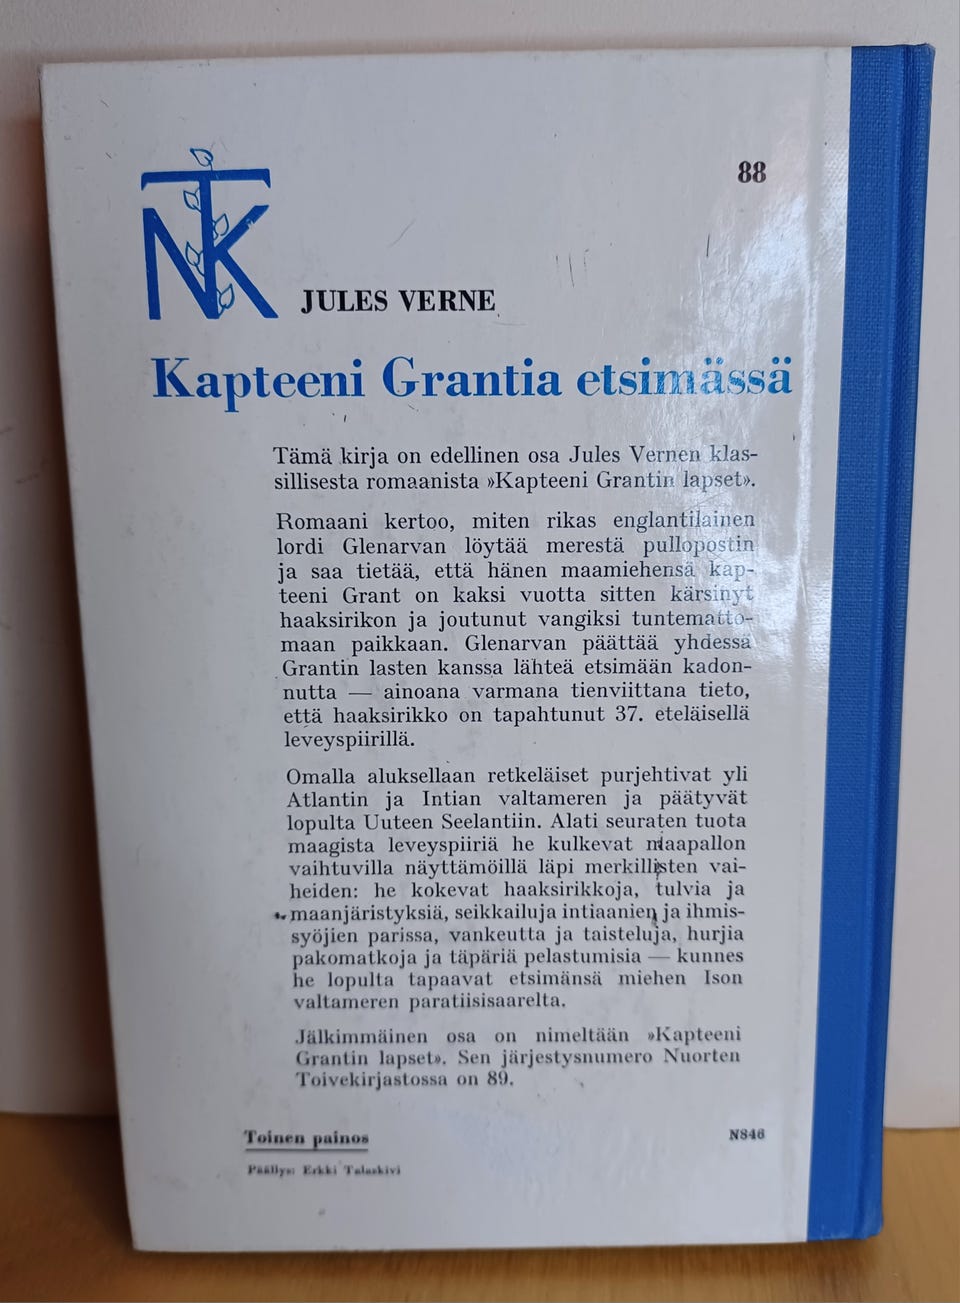 NTK
88
JULES VERNE
Kapteeni Grantia etsimässä
Tämä kirja on edellinen osa Jules Vernen klas-
sillisesta romaanista »Kapteeni Grantin lapset».
Romaani kertoo, miten rikas englantilainen
lordi Glenarvan löytää merestä pullopostin
ja saa tietää, että hänen maamiehensä kap-
teeni Grant on kaksi vuotta sitten kärsinyt
haaksirikon ja joutunut vangiksi tuntematto-
maan paikkaan. Glenarvan päättää yhdessä
Grantin lasten kanssa lähteä etsimään kadon-
nutta — ainoana varmana tienviittana tieto,
että haaksirikko on tapahtunut 37. eteläisellä
leveyspiirillä.
Omalla aluksellaan retkeläiset purjehtivat yli
Atlantin ja Intian valtameren ja päätyvät
lopulta Uuteen Seelantiin. Alati seuraten tuota
maagista leveyspiiriä he kulkevat maapallon
vaihtuvilla näyttämöillä läpi merkillisten vai-
heiden: he kokevat haaksirikkoja, tulvia ja
maanjäristyksiä, seikkailuja intiaanien ja ihmis-
syöjien parissa, vankeutta ja taisteluja, hurjia
pakomatkoja ja täpäriä pelastumisia — kunnes
he lopulta tapaavat etsimänsä miehen Ison
valtameren paratiisisaarelta.
Jälkimmäinen osa on nimeltään »Kapteeni
Grantin lapset». Sen järjestysnumero Nuorten
Toivekirjastossa on 89.
Toinen painos
N846
Päällys: Erkki Talaskivi